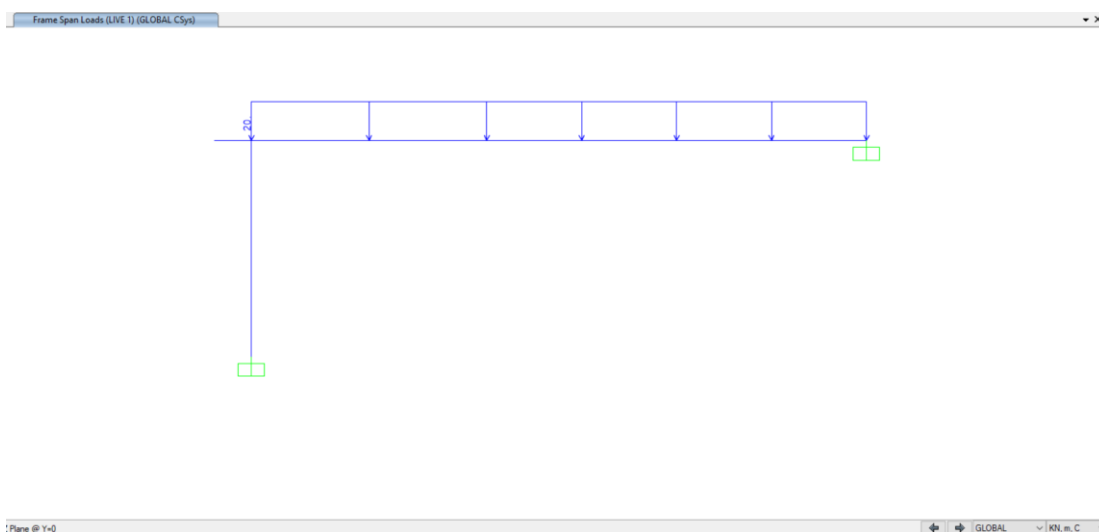 Frame Span Loads (LIVE 1) (GLOBAL CSys)
20.
Plane @ Y=0
GLOBAL
KN, m, C